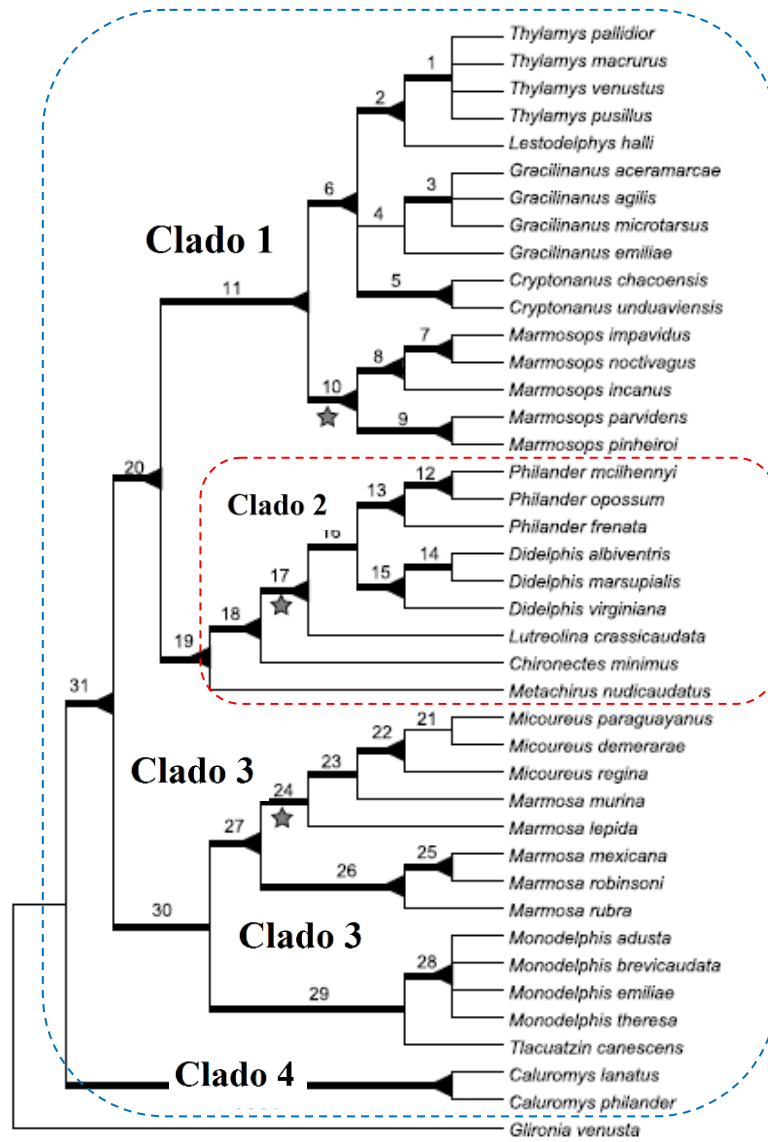 Thylamys pallidior
1
Thylamys macrurus
2
Thylamys venustus
Thylamys pusillus
Lestodelphys halli
Gracilinanus aceramarcae
6
3
Gracilinanus agilis
4
Gracilinanus microtarsus
Clado 1
Gracilinanus emiliae
5
Cryptonanus chacoensis
11
Cryptonanus unduaviensis
7
Marmosops impavidus
8
Marmosops noctivagus
10
Marmosops incanus
9
Marmosops parvidens
Marmosops pinheiroi
20
12
Philander mcilhennyi
Clado 2
13
Philander opossum
Philander frenata
16
14
Didelphis albiventris
17
15
Didelphis marsupialis
Didelphis virginiana
18
19
Lutreolina crassicaudata
Chironectes minimus
31
Metachirus nudicaudatus
21
Micoureus paraguayanus
22
Micoureus demerarae
Clado 3
23
Micoureus regina
24
Marmosa murina
27
Marmosa lepida
25
Marmosa mexicana
26
Marmosa robinsoni
30
Marmosa rubra
Clado 3
Monodelphis adusta
28
Monodelphis brevicaudata
29
Monodelphis emiliae
Monodelphis theresa
Tlacuatzin canescens
Clado 4
Caluromys lanatus
Caluromys philander
Glironia venusta